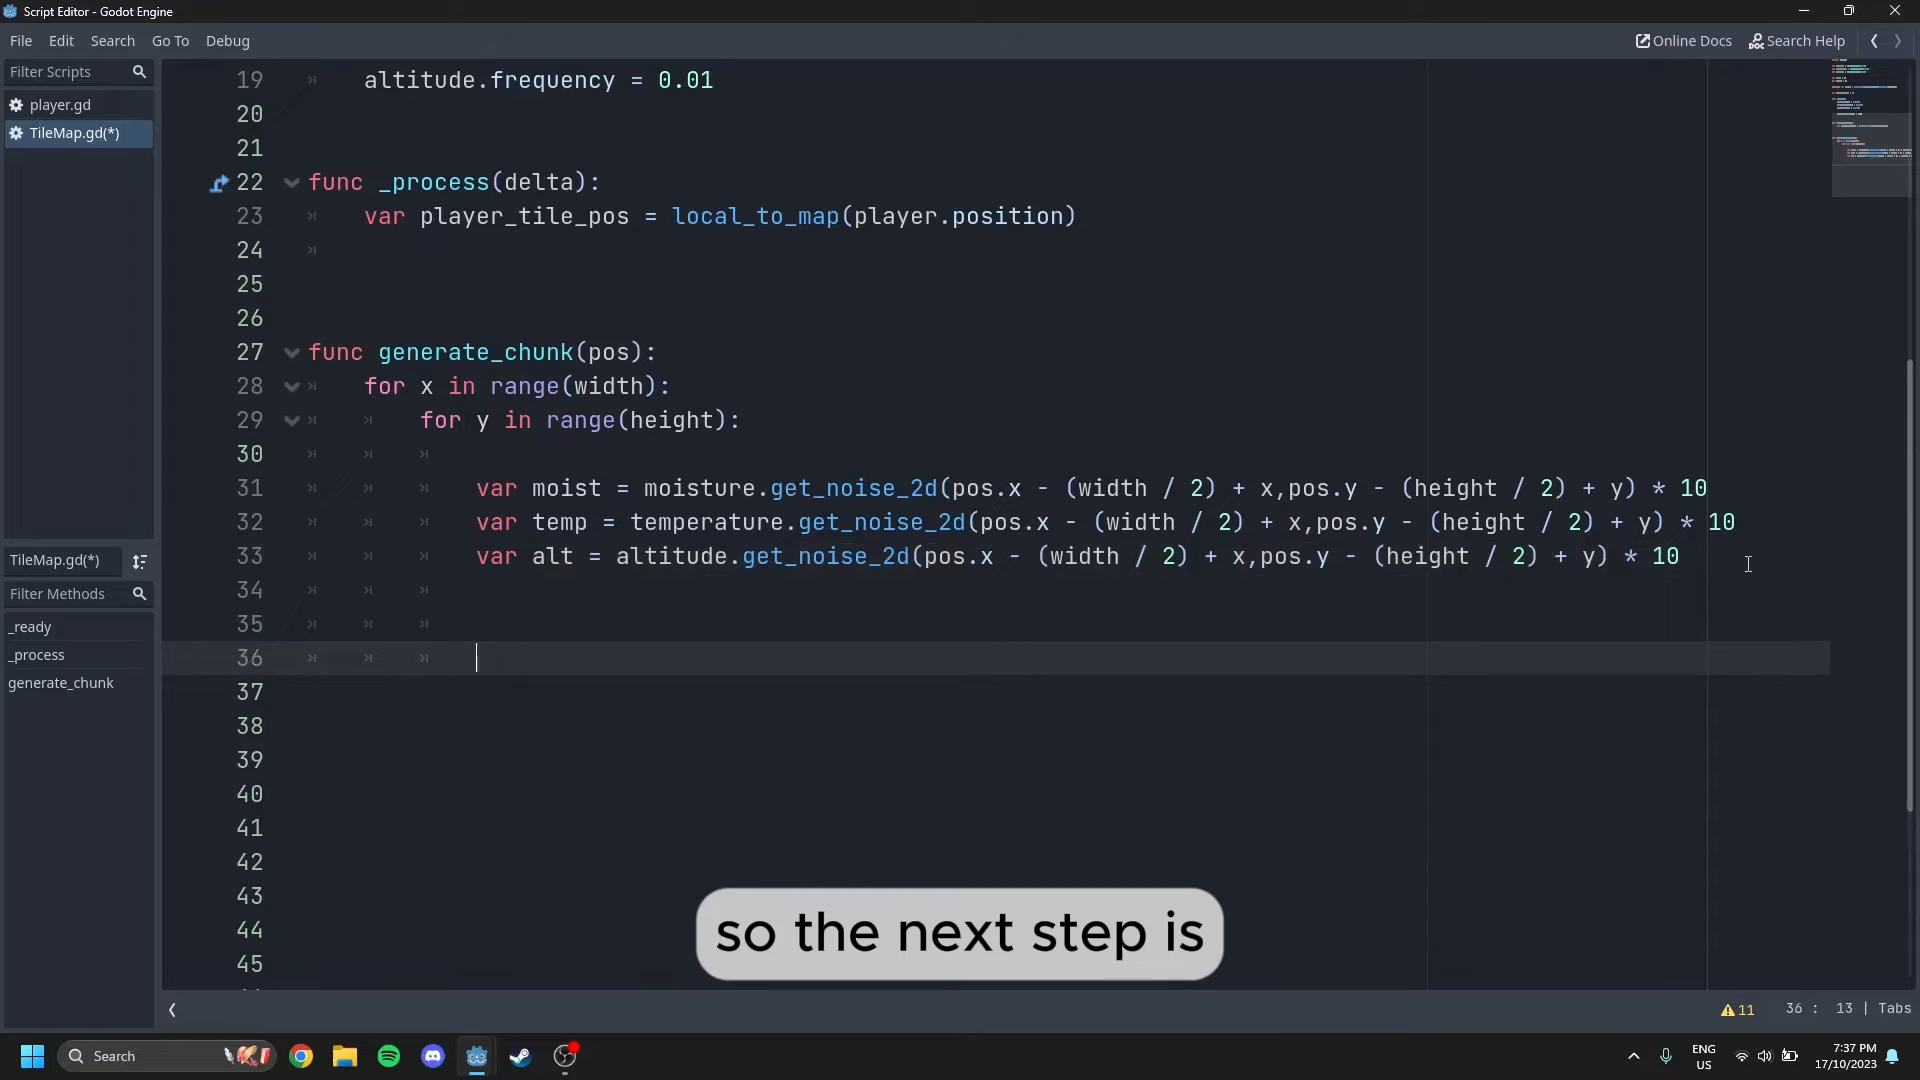 Script Editor - Godot Engine
File Edit Search Go To Debug
Online Docs Search Help
Filter Scripts
player.gd
TileMap.gd(*)
19 altitude.frequency = 0.01
20
21
22 func _process(delta):
23 var player_tile_pos = local_to_map(player.position)
24
25
26
27 func generate_chunk(pos):
28 for x in range(width):
29 for y in range(height):
30
31 var moist = moisture.get_noise_2d(pos.x - (width / 2) + x,pos.y - (height / 2) + y) * 10
32 var temp = temperature.get_noise_2d(pos.x - (width / 2) + x,pos.y - (height / 2) + y) * 10
33 var alt = altitude.get_noise_2d(pos.x - (width / 2) + x,pos.y - (height / 2) + y) * 10
34
35
36
37
38
39
40
41
42
43
44
45
TileMap.gd(*)
Filter Methods
_ready
_process
generate_chunk
so the next step is
11 36 : 13 | Tabs
Search
ENG
US
7:37 PM
17/10/2023